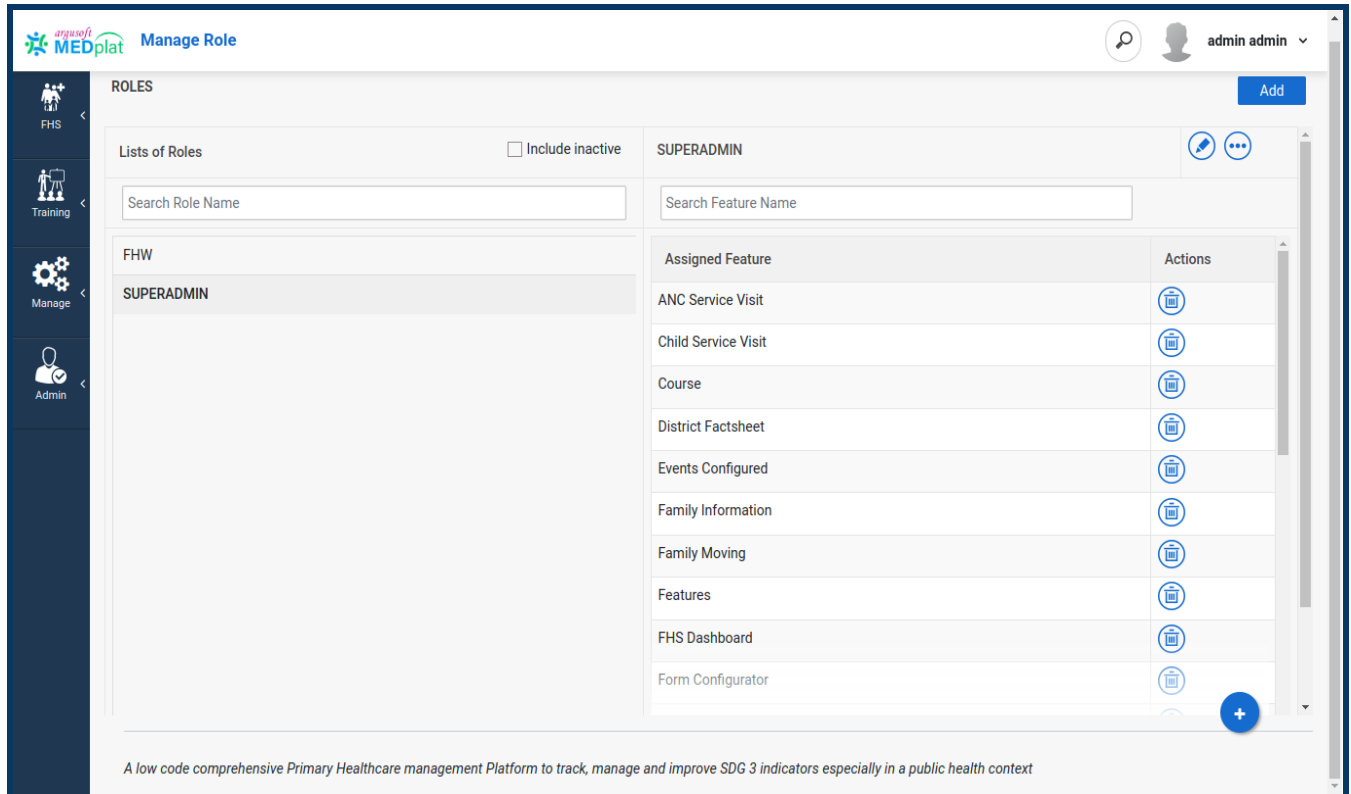 argusoft
MEDplat
Manage Role
admin admin
FHS
Training
Manage
Admin
ROLES
Add
Lists of Roles
Include inactive
SUPERADMIN
Search Role Name
Search Feature Name
FHW
SUPERADMIN
Assigned Feature
Actions
ANC Service Visit
Child Service Visit
Course
District Factsheet
Events Configured
Family Information
Family Moving
Features
FHS Dashboard
Form Configurator
A low code comprehensive Primary Healthcare management Platform to track, manage and improve SDG 3 indicators especially in a public health context